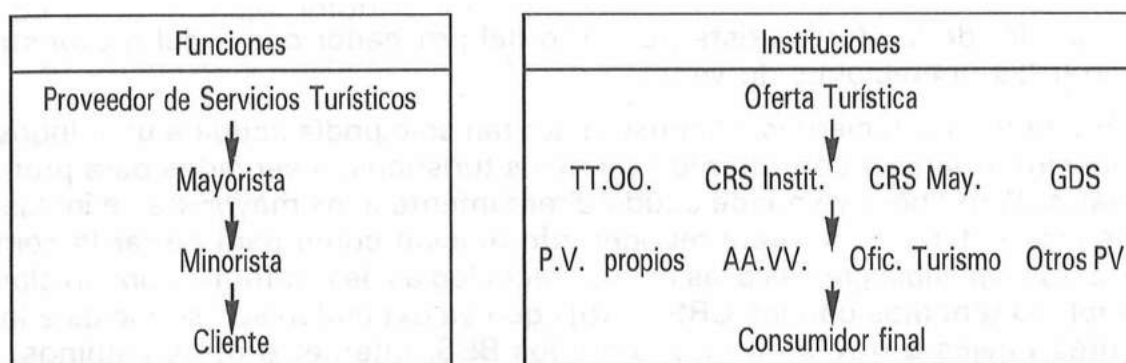 Funciones
Proveedor de Servicios Turísticos
Mayorista
Minorista
Cliente
Instituciones
Oferta Turística
TT.OO. CRS Instit. CRS May. GDS
P.V. propios AA.VV. Ofic. Turismo Otros PV
Consumidor final